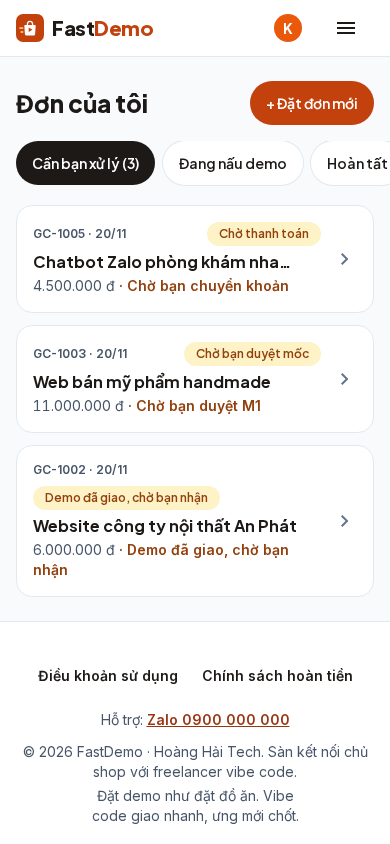 FastDemo
K
Đơn của tôi
+ Đặt đơn mới
Cần bạn xử lý (3)
Đang nấu demo
Hoàn tất
GC-1005 · 20/11
Chờ thanh toán
Chatbot Zalo phòng khám nha…
4.500.000 đ · Chờ bạn chuyển khoản
GC-1003 · 20/11
Chờ bạn duyệt mốc
Web bán mỹ phẩm handmade
11.000.000 đ · Chờ bạn duyệt M1
GC-1002 · 20/11
Demo đã giao, chờ bạn nhận
Website công ty nội thất An Phát
6.000.000 đ · Demo đã giao, chờ bạn
nhận
Điều khoản sử dụng
Chính sách hoàn tiền
Hỗ trợ: Zalo 0900 000 000
© 2026 FastDemo · Hoàng Hải Tech. Sàn kết nối chủ
shop với freelancer vibe code.
Đặt demo như đặt đồ ăn. Vibe
code giao nhanh, ưng mới chốt.